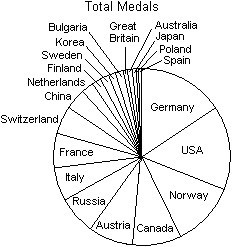 Total Medals
Bulgaria
Great
Britain
Australia
Japan
Korea
Poland
Sweden
Spain
Finland
Netherlands
China
Germany
Switzerland
USA
France
Italy
Norway
Russia
Austria
Canada